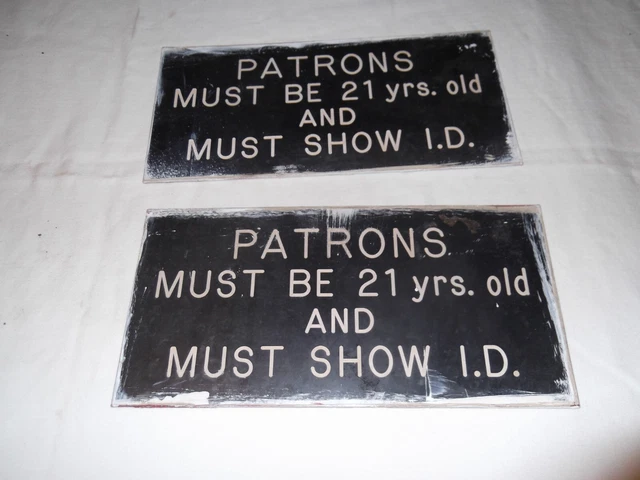 PATRONS
MUST BE 21 yrs. old
AND
MUST SHOW I.D.
PATRONS
MUST BE 21 yrs. old
AND
MUST SHOW I.D.